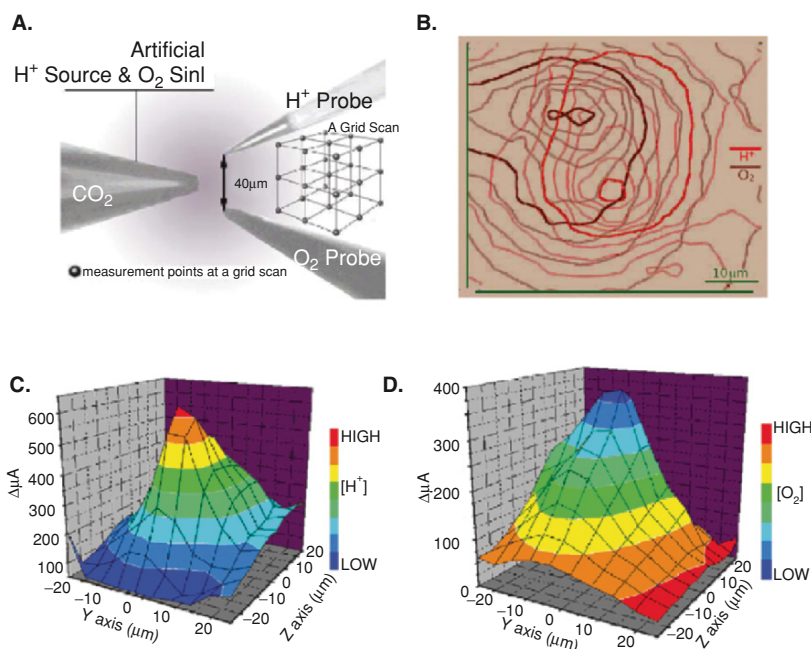 A.
Artificial
H⁺ Source & O₂ Sinl
H⁺ Probe
A Grid Scan
40µm
CO₂
O₂ Probe
measurement points at a grid scan
B.
H⁺
O₂
10µm
C.
600
500
400
300
200
100
ΔµA
−20
−10
0
10
20
Y axis (µm)
20
10
0
−10
−20
Z axis (µm)
HIGH
[H⁺]
LOW
D.
400
300
200
100
0
ΔµA
−20
−10
0
10
20
Y axis (µm)
20
10
0
−10
−20
Z axis (µm)
HIGH
[O₂]
LOW